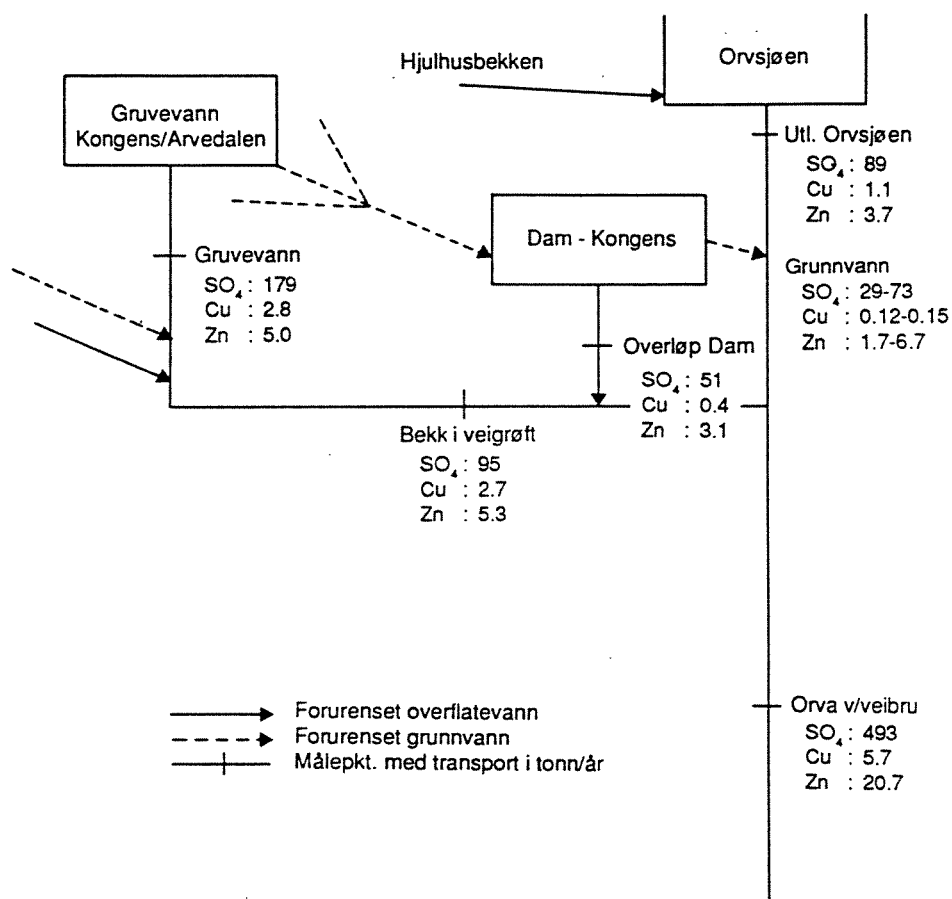 Hjulhusbekken
Orvsjøen
Gruvevann
Kongens/Arvedalen
Utl. Orvsjøen
SO₄ : 89
Cu : 1.1
Zn : 3.7
Dam - Kongens
Gruvevann
SO₄ : 179
Cu : 2.8
Zn : 5.0
Grunnvann
SO₄ : 29-73
Cu : 0.12-0.15
Zn : 1.7-6.7
Overløp Dam
SO₄ : 51
Cu : 0.4
Zn : 3.1
Bekk i veigrøft
SO₄ : 95
Cu : 2.7
Zn : 5.3
Forurenset overflatevann
Forurenset grunnvann
Målepkt. med transport i tonn/år
Orva v/veibru
SO₄ : 493
Cu : 5.7
Zn : 20.7